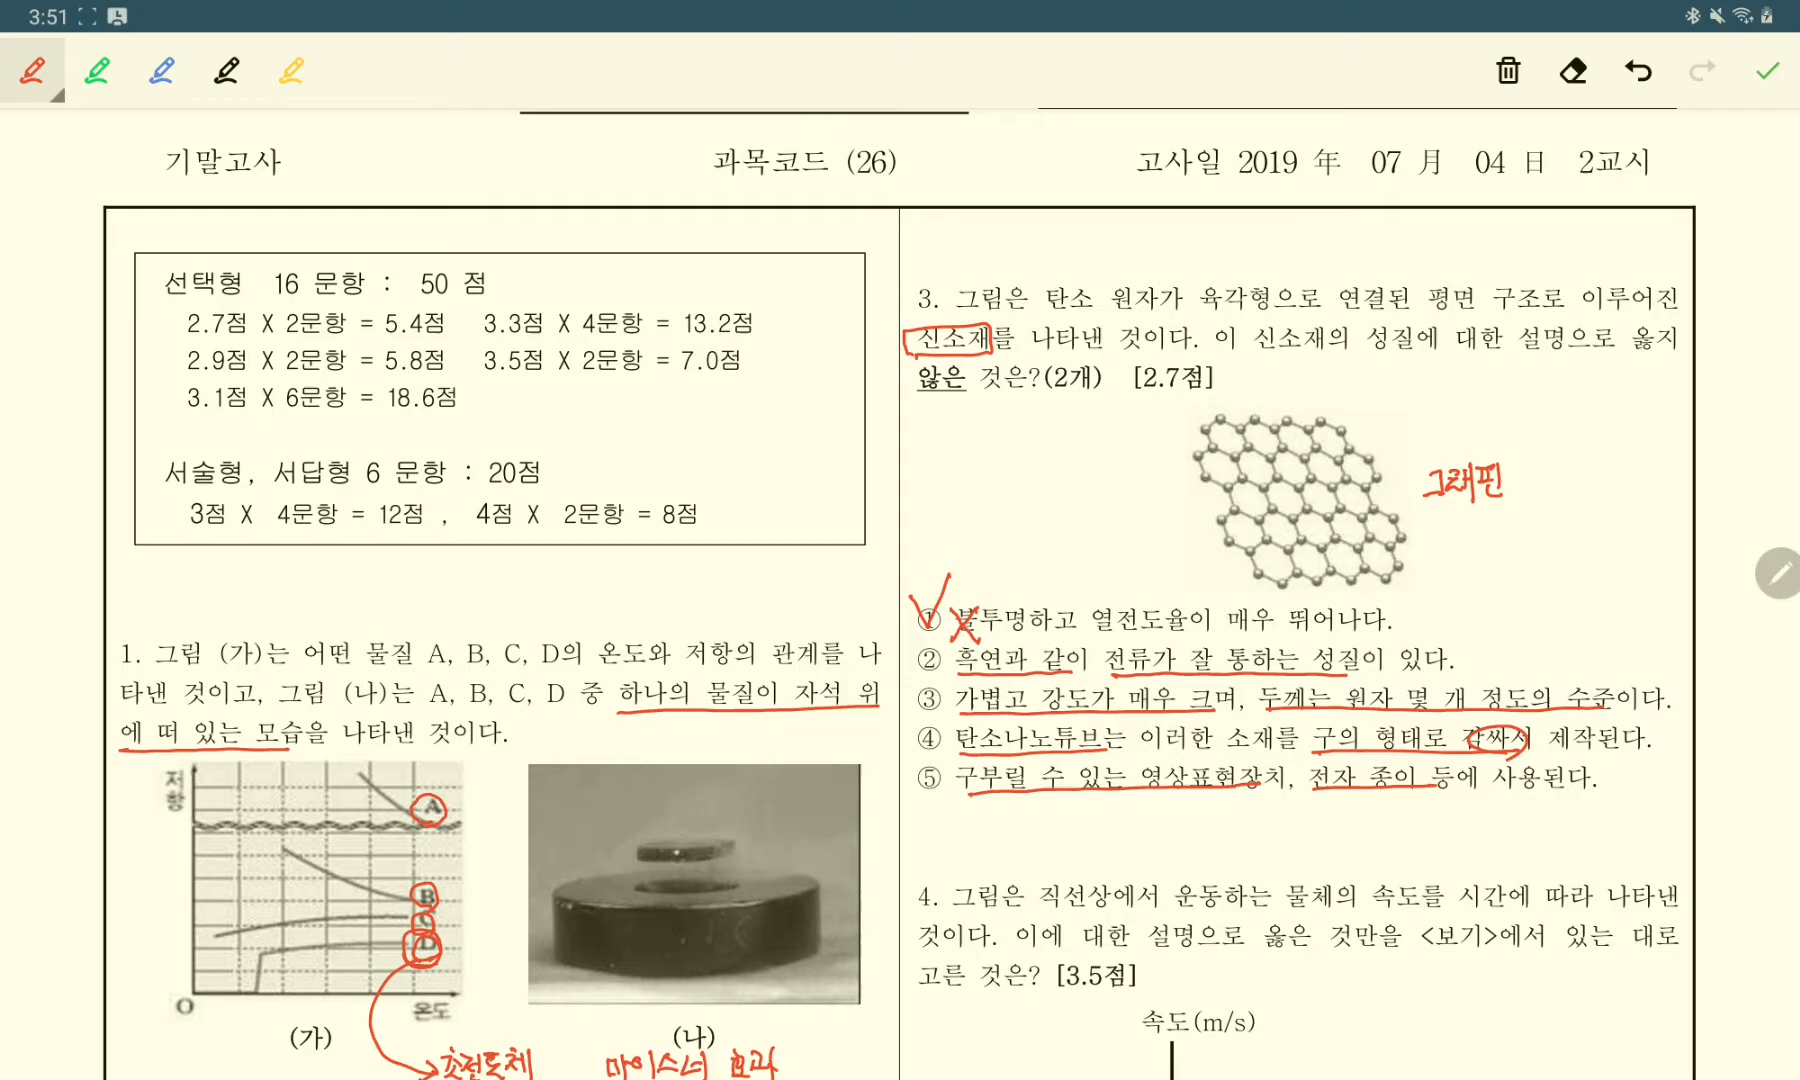 3:51
기말고사
과목코드 (26)
고사일 2019 年 07 月 04 日 2교시
선택형 16 문항 : 50 점
2.7점 X 2문항 = 5.4점 3.3점 X 4문항 = 13.2점
2.9점 X 2문항 = 5.8점 3.5점 X 2문항 = 7.0점
3.1점 X 6문항 = 18.6점
서술형, 서답형 6 문항 : 20점
3점 X 4문항 = 12점 , 4점 X 2문항 = 8점
1. 그림 (가)는 어떤 물질 A, B, C, D의 온도와 저항의 관계를 나
타낸 것이고, 그림 (나)는 A, B, C, D 중 하나의 물질이 자석 위
에 떠 있는 모습을 나타낸 것이다.
저항
A
B
C
D
O
온도
(가)
(나)
초전도체
마이스너 효과
3. 그림은 탄소 원자가 육각형으로 연결된 평면 구조로 이루어진
신소재를 나타낸 것이다. 이 신소재의 성질에 대한 설명으로 옳지
않은 것은?(2개) [2.7점]
그래핀
① 불투명하고 열전도율이 매우 뛰어나다.
② 흑연과 같이 전류가 잘 통하는 성질이 있다.
③ 가볍고 강도가 매우 크며, 두께는 원자 몇 개 정도의 수준이다.
④ 탄소나노튜브는 이러한 소재를 구의 형태로 감싸서 제작된다.
⑤ 구부릴 수 있는 영상표현장치, 전자 종이 등에 사용된다.
4. 그림은 직선상에서 운동하는 물체의 속도를 시간에 따라 나타낸
것이다. 이에 대한 설명으로 옳은 것만을 <보기>에서 있는 대로
고른 것은? [3.5점]
속도(m/s)